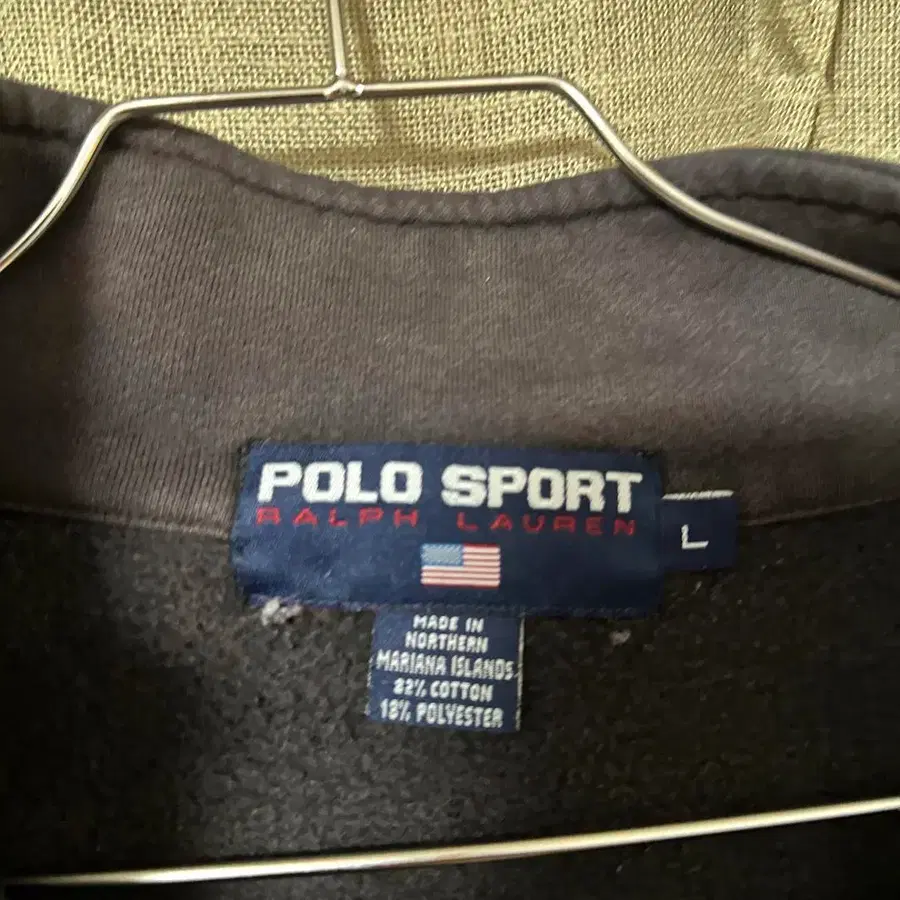 POLO SPORT
RALPH LAUREN
L
MADE IN
NORTHERN
MARIANA ISLANDS
82% COTTON
18% POLYESTER